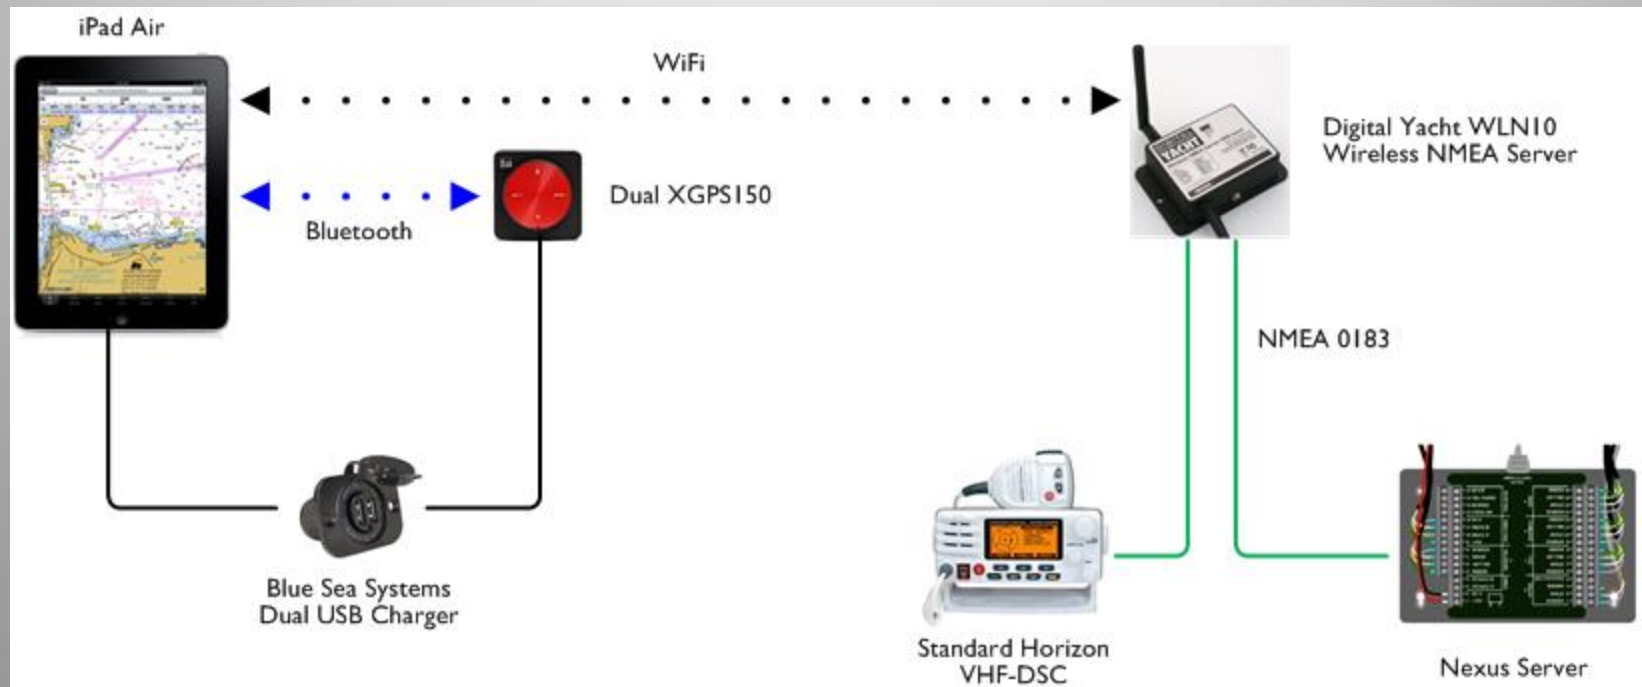 iPad Air
WiFi
Digital Yacht WLN10
Wireless NMEA Server
Dual XGPS150
Bluetooth
YACHT
NMEA 0183
Blue Sea Systems
Dual USB Charger
Standard Horizon
VHF-DSC
Nexus Server